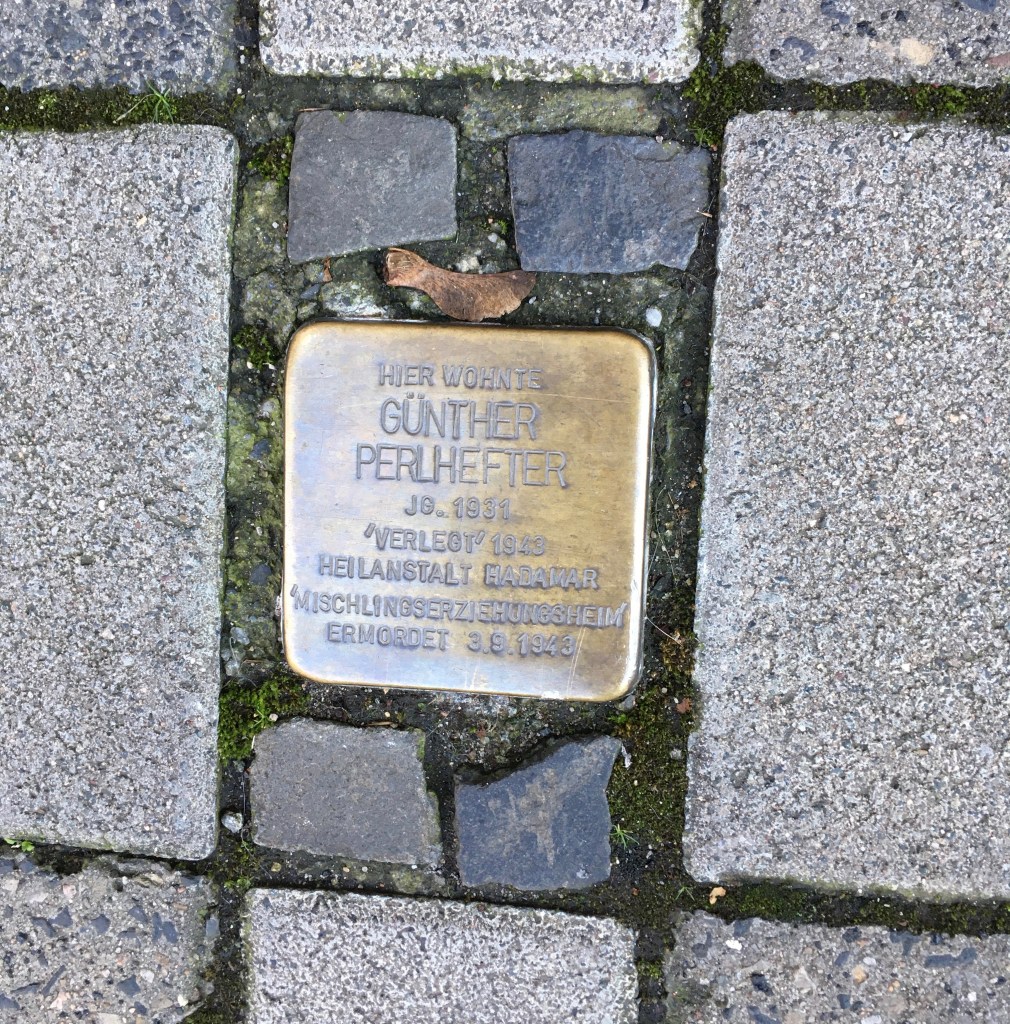 HIER WOHNTE
GÜNTHER
PERLHEFTER
JG. 1931
'VERLEGT' 1943
HEILANSTALT HADAMAR
'MISCHLINGSERZIEHUNGSHEIM'
ERMORDET 3.9.1943